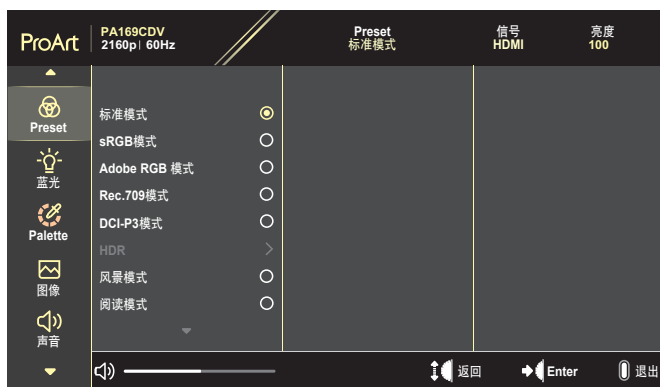 ProArt
PA169CDV
2160p| 60Hz
Preset
标准模式
信号
HDMI
亮度
100
Preset
蓝光
Palette
图像
声音
标准模式
sRGB模式
Adobe RGB 模式
Rec.709模式
DCI-P3模式
HDR
风景模式
阅读模式
返回
Enter
退出